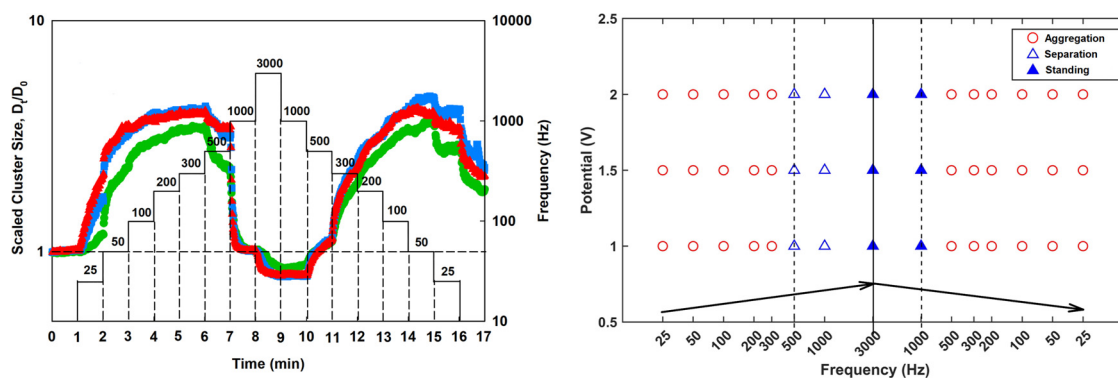 10
1
Scaled Cluster Size, Dt/D0
10000
1000
100
10
Frequency (Hz)
25
50
100
200
300
500
1000
3000
1000
500
300
200
100
50
25
0 1 2 3 4 5 6 7 8 9 10 11 12 13 14 15 16 17
Time (min)
2.5
2
1.5
1
0.5
Potential (V)
Aggregation
Separation
Standing
25 50 100 200 300 500 1000 3000 1000 500 300 200 100 50 25
Frequency (Hz)